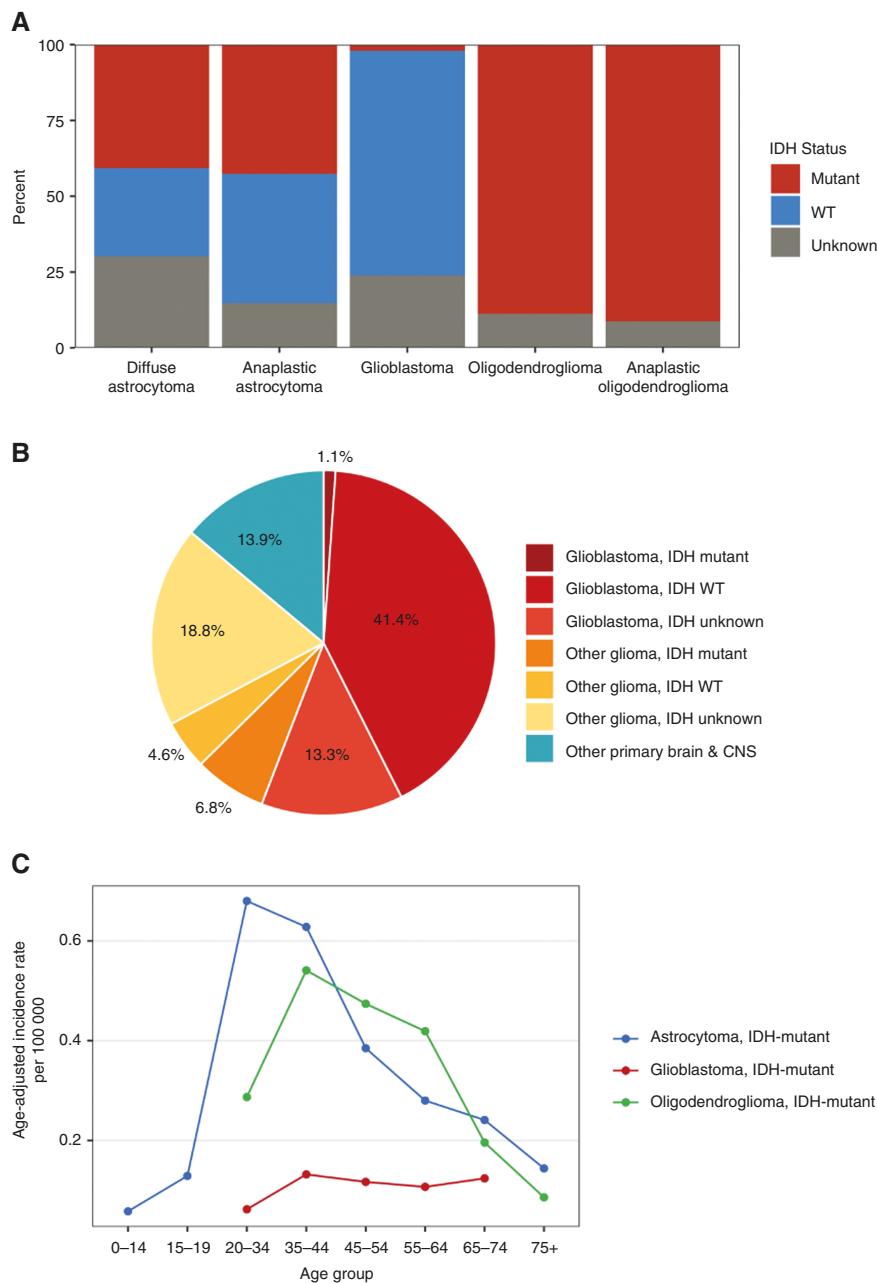 A
100
75
50
25
0
Percent
Diffuse
astrocytoma
Anaplastic
astrocytoma
Glioblastoma
Oligodendroglioma
Anaplastic
oligodendroglioma
IDH Status
Mutant
WT
Unknown
B
1.1%
41.4%
13.3%
6.8%
4.6%
18.8%
13.9%
Glioblastoma, IDH mutant
Glioblastoma, IDH WT
Glioblastoma, IDH unknown
Other glioma, IDH mutant
Other glioma, IDH WT
Other glioma, IDH unknown
Other primary brain & CNS
C
Age-adjusted incidence rate
per 100 000
0.6
0.4
0.2
0–14
15–19
20–34
35–44
45–54
55–64
65–74
75+
Age group
Astrocytoma, IDH-mutant
Glioblastoma, IDH-mutant
Oligodendroglioma, IDH-mutant